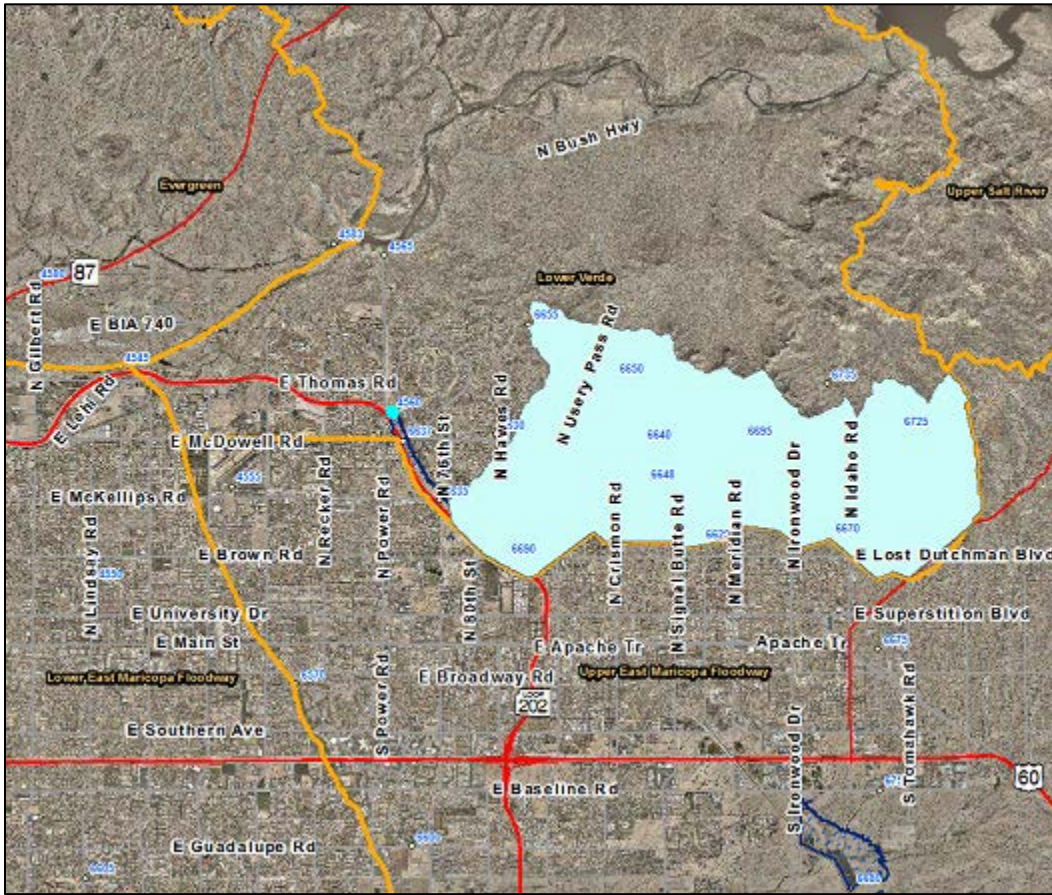 N Bush Hwy
Evergreen
Upper Salt River
4583
4565
4580
87
Lower Verde
N Gilbert Rd
E BIA 740
6655
N Usery Pass Rd
4585
6650
E Thomas Rd
E Lehi Rd
4560
N Hawes Rd
6725
6637
E McDowell Rd
N 76th St
6640
6695
N Idaho Rd
4555
6648
N Ironwood Dr
E McKellips Rd
N Recker Rd
N Power Rd
N Crismon Rd
N Signal Butte Rd
N Meridian Rd
6670
E Brown Rd
6690
E Lost Dutchman Blvd
N Lindsay Rd
N 80th St
E University Dr
E Superstition Blvd
E Main St
E Apache Tr
Apache Tr
6675
Lower East Maricopa Floodway
E Broadway Rd
Upper East Maricopa Floodway
S Power Rd
LOOP
202
S Tomahawk Rd
E Southern Ave
S Ironwood Dr
60
E Baseline Rd
E Guadalupe Rd